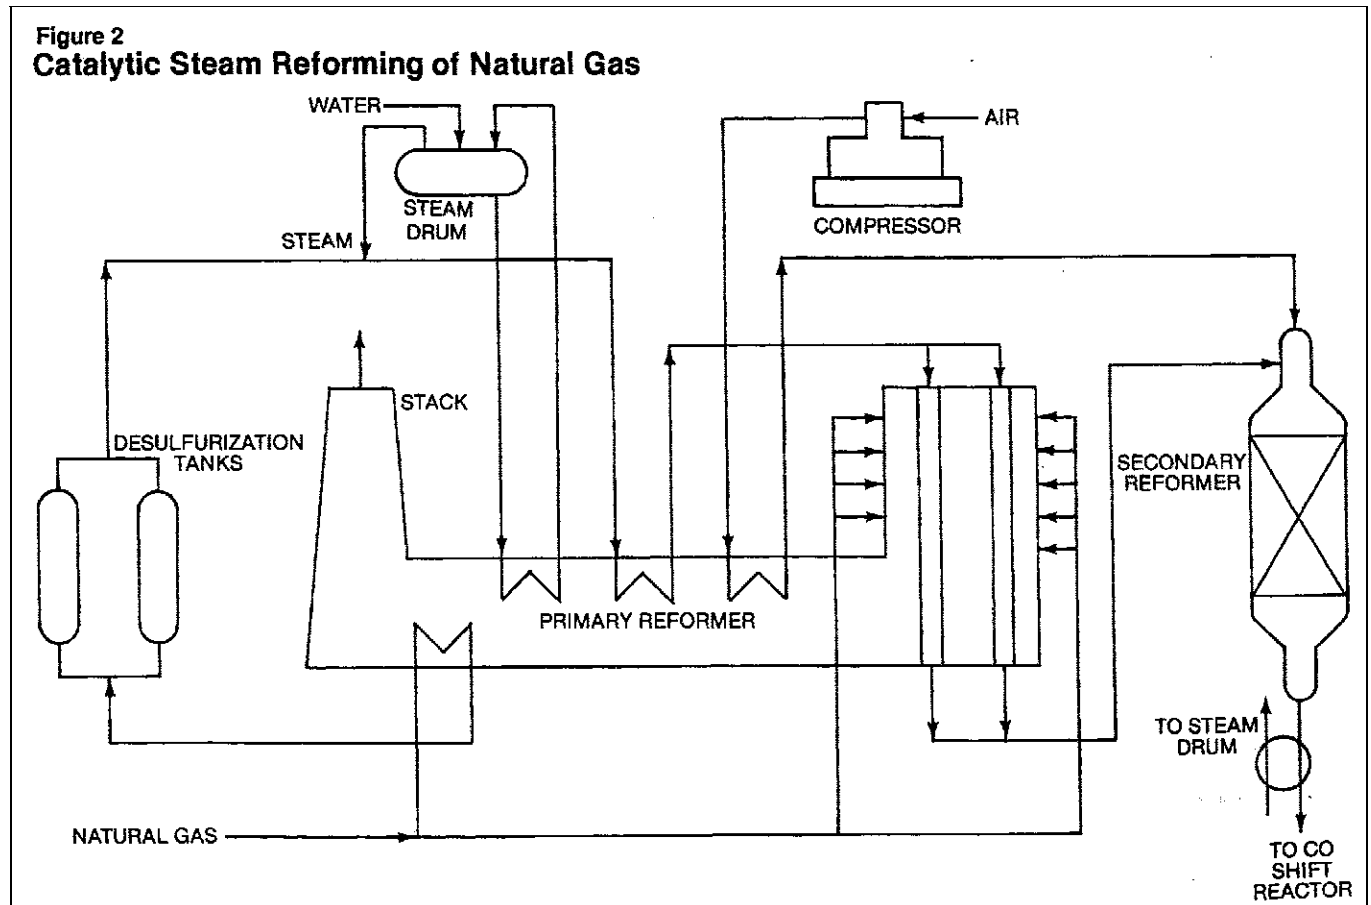 Figure 2
Catalytic Steam Reforming of Natural Gas
WATER
AIR
STEAM
DRUM
COMPRESSOR
STEAM
STACK
DESULFURIZATION
TANKS
SECONDARY
REFORMER
PRIMARY REFORMER
TO STEAM
DRUM
NATURAL GAS
TO CO
SHIFT
REACTOR